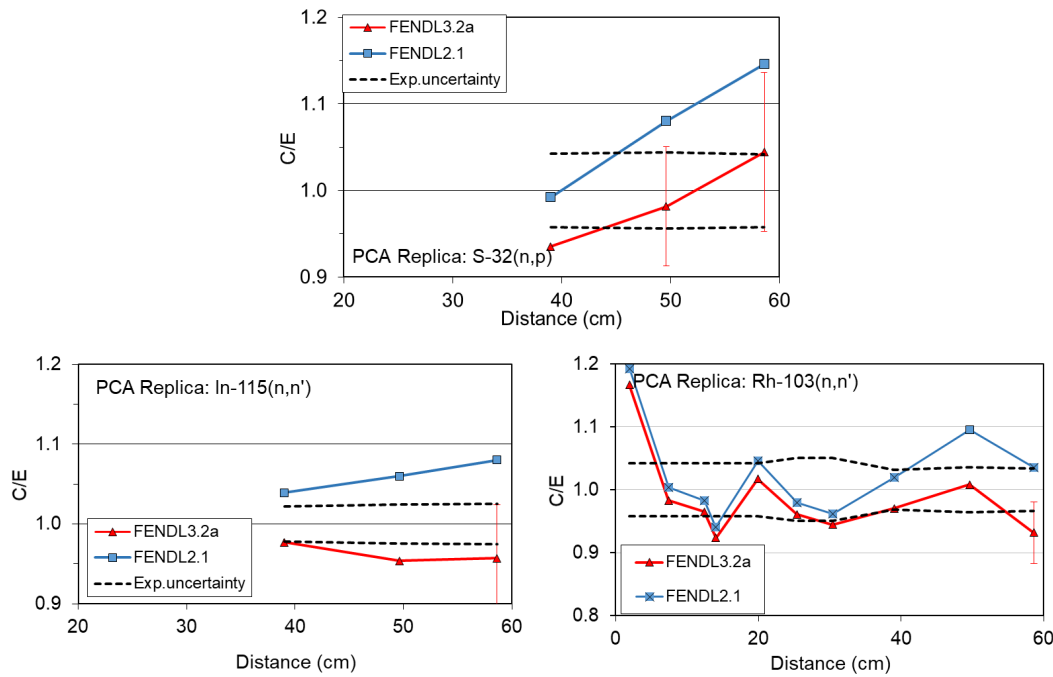 1.2
FENDL3.2a
FENDL2.1
Exp.uncertainty
1.1
C/E
1.0
PCA Replica: S-32(n,p)
0.9
20
30
40
50
60
Distance (cm)
1.2
PCA Replica: In-115(n,n')
1.1
C/E
1.0
FENDL3.2a
FENDL2.1
Exp.uncertainty
0.9
20
30
40
50
60
Distance (cm)
1.2
PCA Replica: Rh-103(n,n')
1.1
C/E
1.0
0.9
FENDL3.2a
FENDL2.1
0.8
0
20
40
60
Distance (cm)